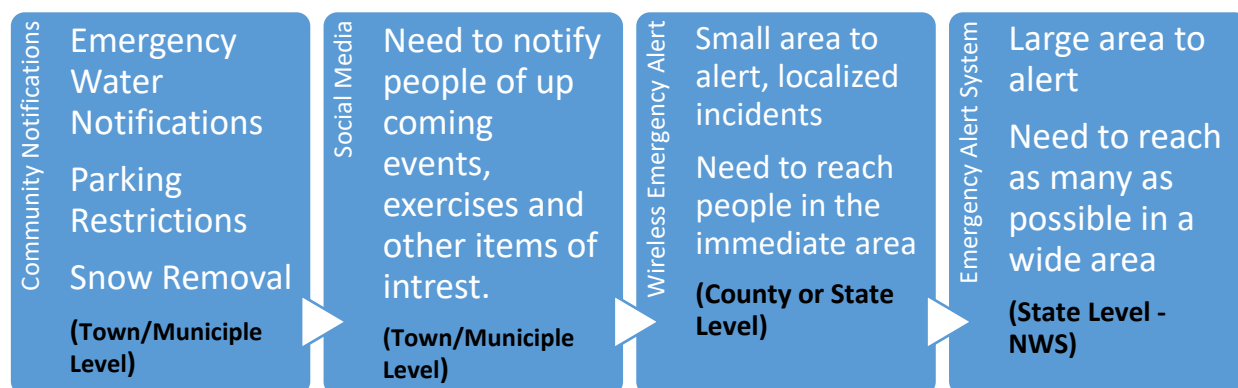 Community Notifications
Emergency
Water
Notifications
Parking
Restrictions
Snow Removal
(Town/Municiple
Level)
Social Media
Need to notify
people of up
coming
events,
exercises and
other items of
intrest.
(Town/Municiple
Level)
Wireless Emergency Alert
Small area to
alert, localized
incidents
Need to reach
people in the
immediate area
(County or State
Level)
Emergency Alert System
Large area to
alert
Need to reach
as many as
possible in a
wide area
(State Level -
NWS)